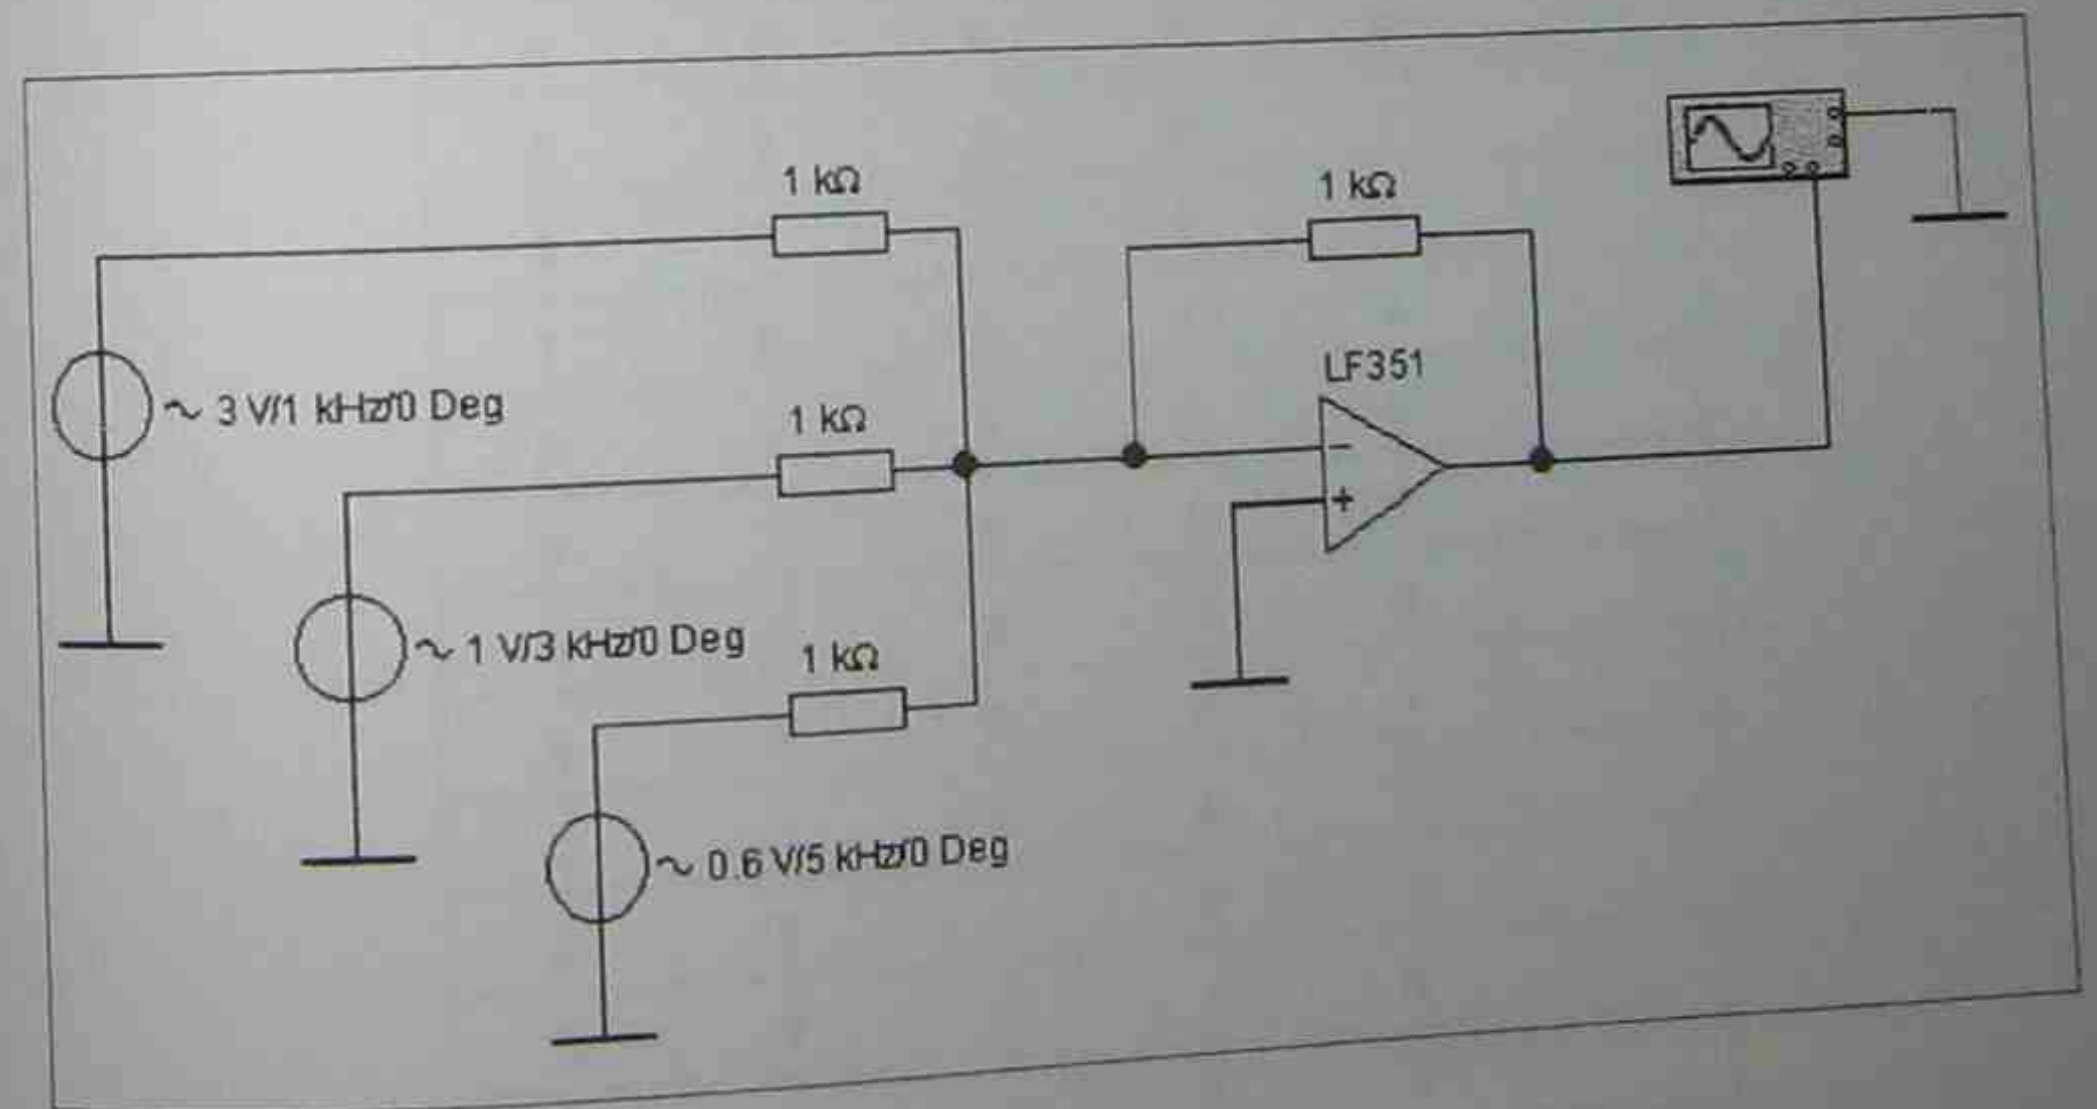 1 kΩ
1 kΩ
LF351
~ 3 V/1 kHz/0 Deg
1 kΩ
~ 1 V/3 kHz/0 Deg
1 kΩ
~ 0.6 V/5 kHz/0 Deg